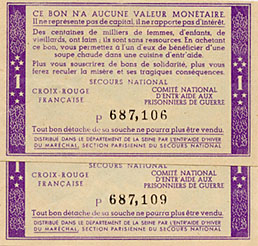 CE BON N'A AUCUNE VALEUR MONÉTAIRE.
Il ne représente pas de capital, il ne rapporte pas d'intérêt.
Des centaines de milliers de femmes, d'enfants, de
vieillards, ont faim ; ils sont sans ressources. En achetant
ce bon, vous permettez à l'un d'eux de bénéficier d'une
soupe chaude dans une cuisine d'entr'aide.
Plus vous souscrirez de bons de solidarité, plus vous
ferez reculer la misère et ses tragiques conséquences.
SECOURS NATIONAL
CROIX-ROUGE FRANÇAISE
COMITÉ NATIONAL D'ENTR'AIDE AUX PRISONNIERS DE GUERRE
1
1
P 687,106
Tout bon détaché de sa souche ne pourra plus être vendu.
DISTRIBUÉ DANS LE DÉPARTEMENT DE LA SEINE PAR L'ENTR'AIDE D'HIVER
DU MARÉCHAL, SECTION PARISIENNE DU SECOURS NATIONAL
SECOURS NATIONAL
CROIX-ROUGE FRANÇAISE
COMITÉ NATIONAL D'ENTR'AIDE AUX PRISONNIERS DE GUERRE
1
1
P 687,109
Tout bon détaché de sa souche ne pourra plus être vendu.
DISTRIBUÉ DANS LE DÉPARTEMENT DE LA SEINE PAR L'ENTR'AIDE D'HIVER
DU MARÉCHAL, SECTION PARISIENNE DU SECOURS NATIONAL